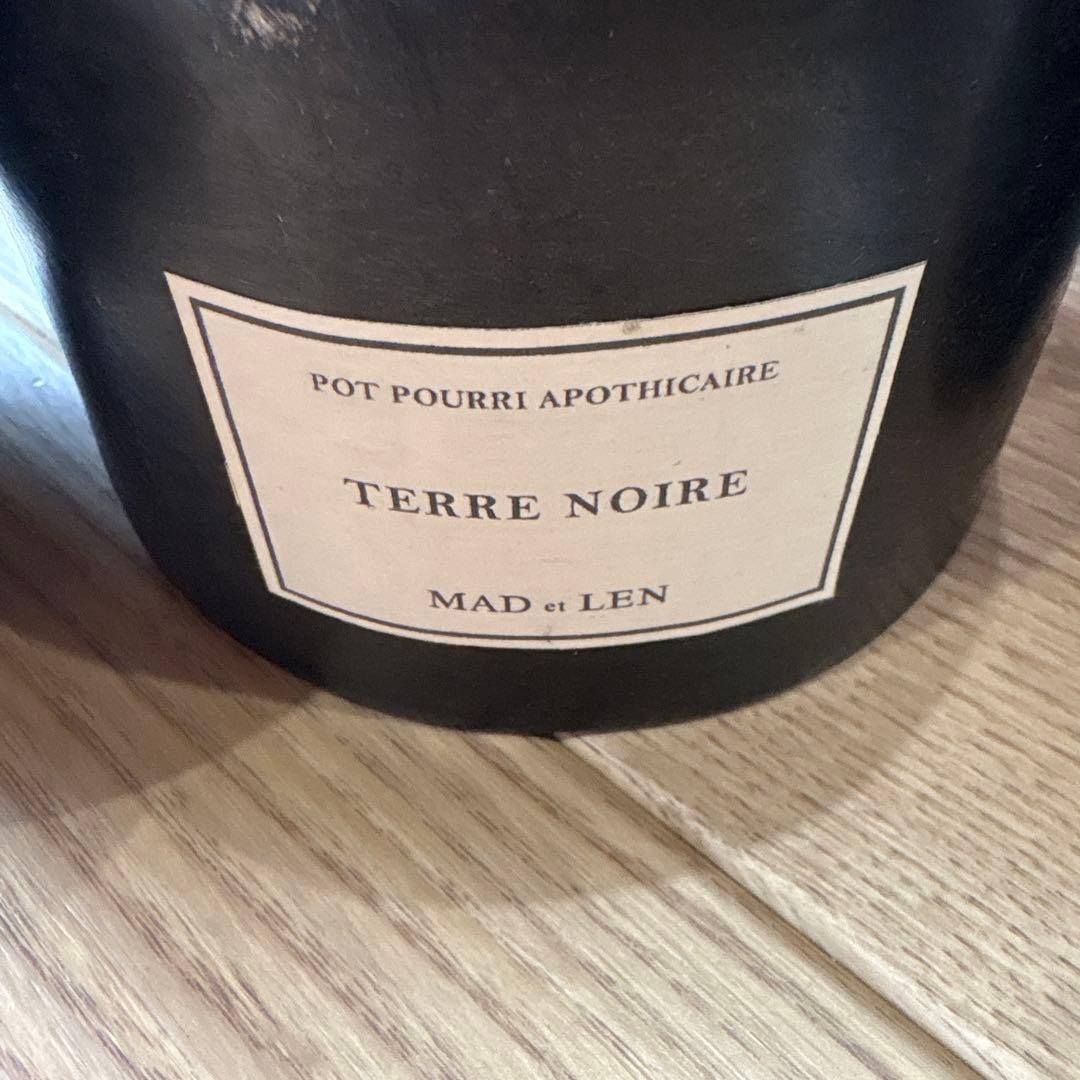 POT POURRI APOTHICAIRE
TERRE NOIRE
MAD et LEN